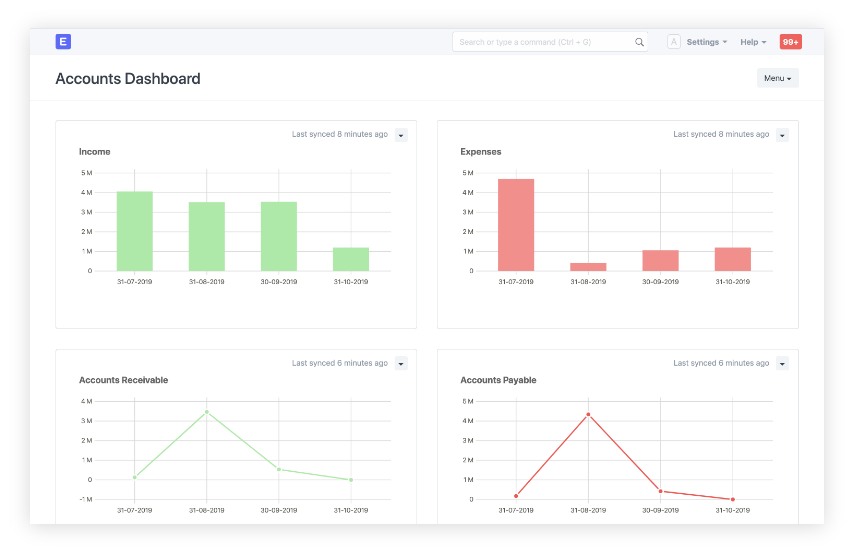 E
Search or type a command (Ctrl + G)
A
Settings
Help
99+
Accounts Dashboard
Menu
Last synced 8 minutes ago
Income
5 M
4 M
3 M
2 M
1 M
0
31-07-2019
31-08-2019
30-09-2019
31-10-2019
Last synced 8 minutes ago
Expenses
5 M
4 M
3 M
2 M
1 M
0
31-07-2019
31-08-2019
30-09-2019
31-10-2019
Last synced 6 minutes ago
Accounts Receivable
4 M
3 M
2 M
1 M
0
-1 M
31-07-2019
31-08-2019
30-09-2019
31-10-2019
Last synced 6 minutes ago
Accounts Payable
5 M
4 M
3 M
2 M
1 M
0
31-07-2019
31-08-2019
30-09-2019
31-10-2019